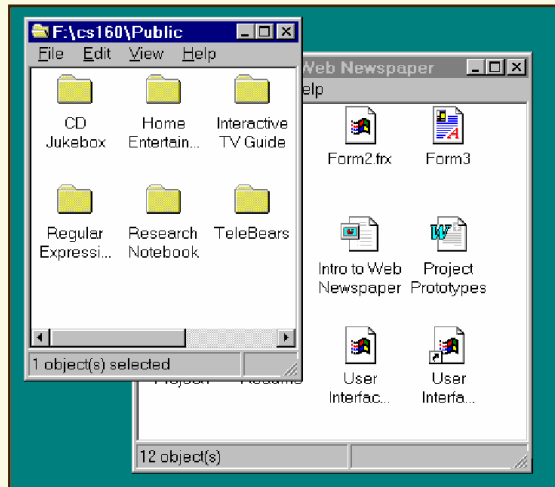 F:\cs160\Public
File Edit View Help
CD
Jukebox
Home
Entertain...
Interactive
TV Guide
Regular
Expressi...
Research
Notebook
TeleBears
1 object(s) selected
Web Newspaper
Form2.frx
Form3
Intro to Web
Newspaper
Project
Prototypes
User
Interfac...
User
Interfa...
12 object(s)